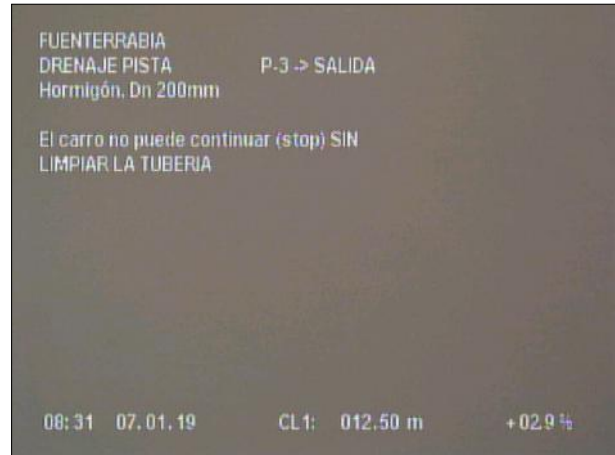 FUENTERRABIA
DRENAJE PISTA P-3 -> SALIDA
Hormigón, Dn 200mm
El carro no puede continuar (stop) SIN
LIMPIAR LA TUBERIA
08:31 07.01.19 CL1: 012.50 m +02.9 %